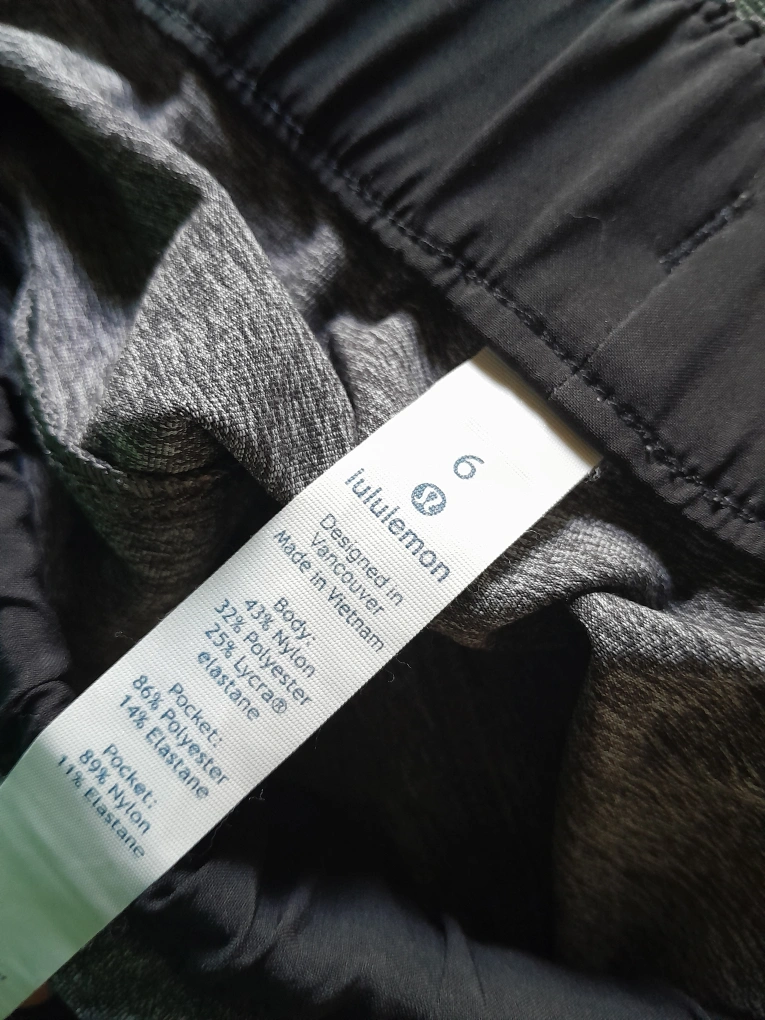 6
lululemon
Designed in
Vancouver
Made in Vietnam
Body:
43% Nylon
32% Polyester
25% Lycra®
elastane
Pocket:
86% Polyester
14% Elastane
Pocket:
89% Nylon
11% Elastane